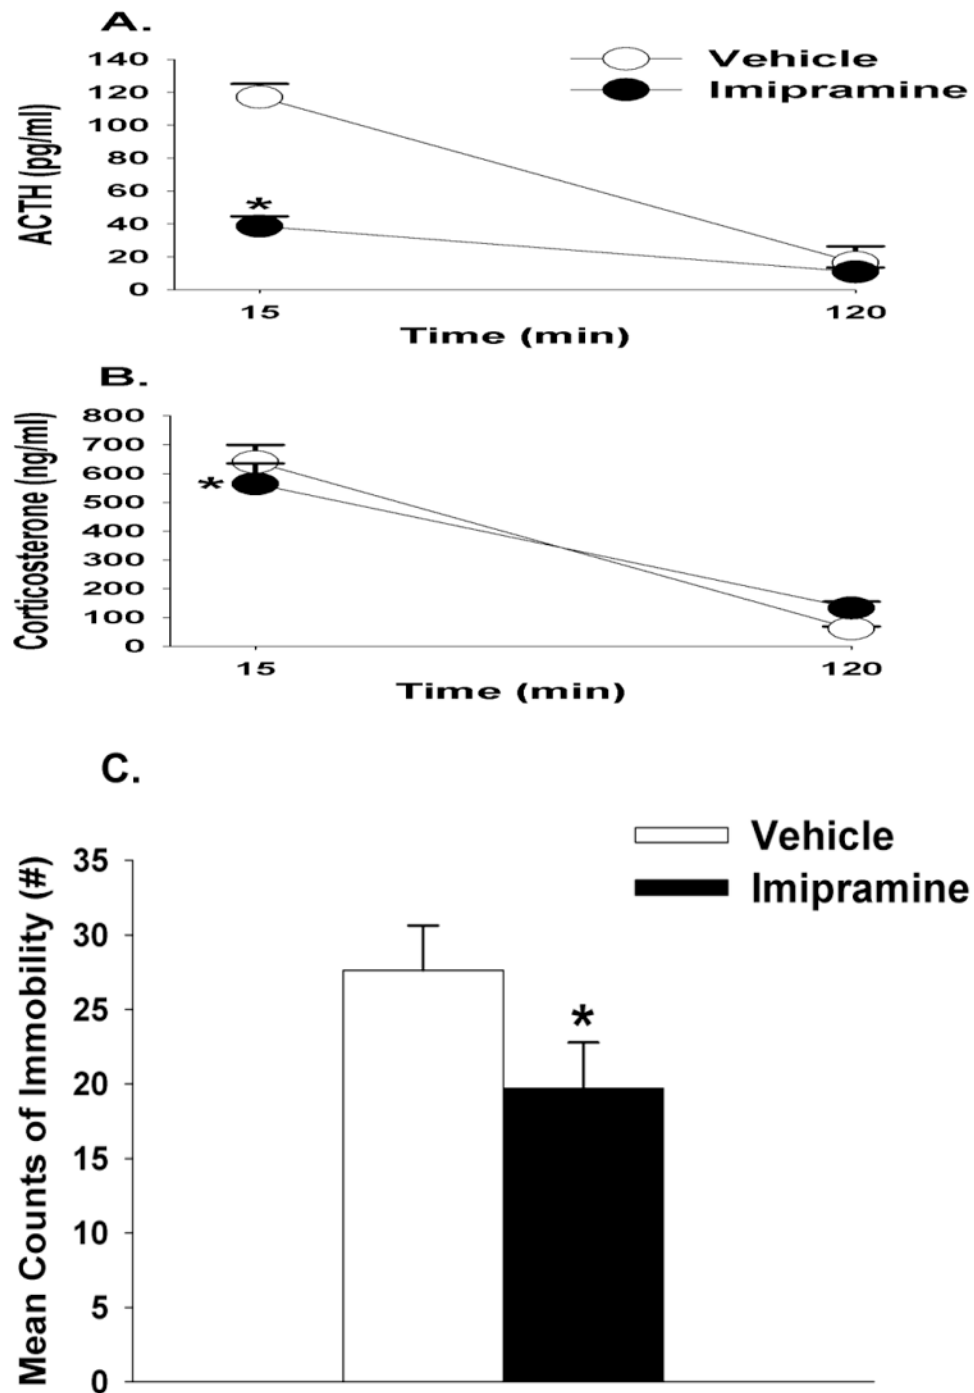 A.
140
120
100
80
60
40
20
0
ACTH (pg/ml)
Vehicle
Imipramine
*
15 120
Time (min)
B.
800
700
600
500
400
300
200
100
0
Corticosterone (ng/ml)
*
15 120
Time (min)
C.
Vehicle
Imipramine
35
30
25
20
15
10
5
0
Mean Counts of Immobility (#)
*